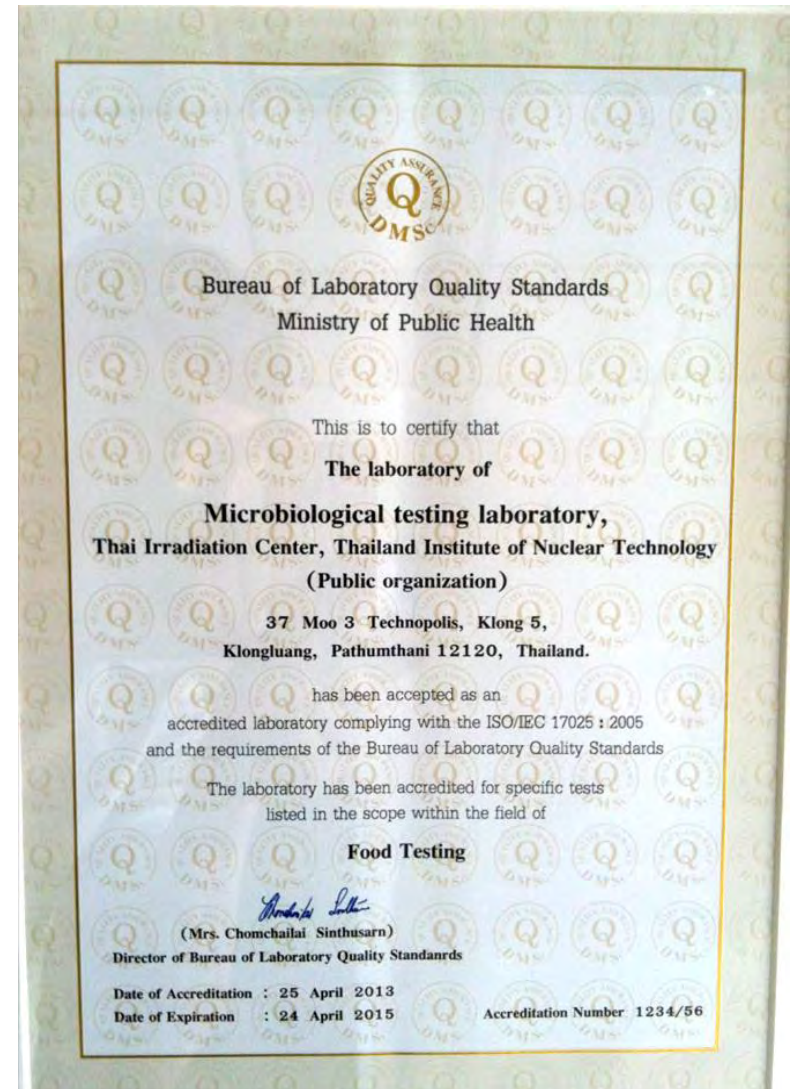 QUALITY ASSURANCE
Q
DMSc
Bureau of Laboratory Quality Standards
Ministry of Public Health
This is to certify that
The laboratory of
Microbiological testing laboratory,
Thai Irradiation Center, Thailand Institute of Nuclear Technology
(Public organization)
37 Moo 3 Technopolis, Klong 5,
Klongluang, Pathumthani 12120, Thailand.
has been accepted as an
accredited laboratory complying with the ISO/IEC 17025 : 2005
and the requirements of the Bureau of Laboratory Quality Standards
The laboratory has been accredited for specific tests
listed in the scope within the field of
Food Testing
(Mrs. Chomchailai Sinthusarn)
Director of Bureau of Laboratory Quality Standanrds
Date of Accreditation : 25 April 2013
Date of Expiration : 24 April 2015
Accreditation Number 1234/56